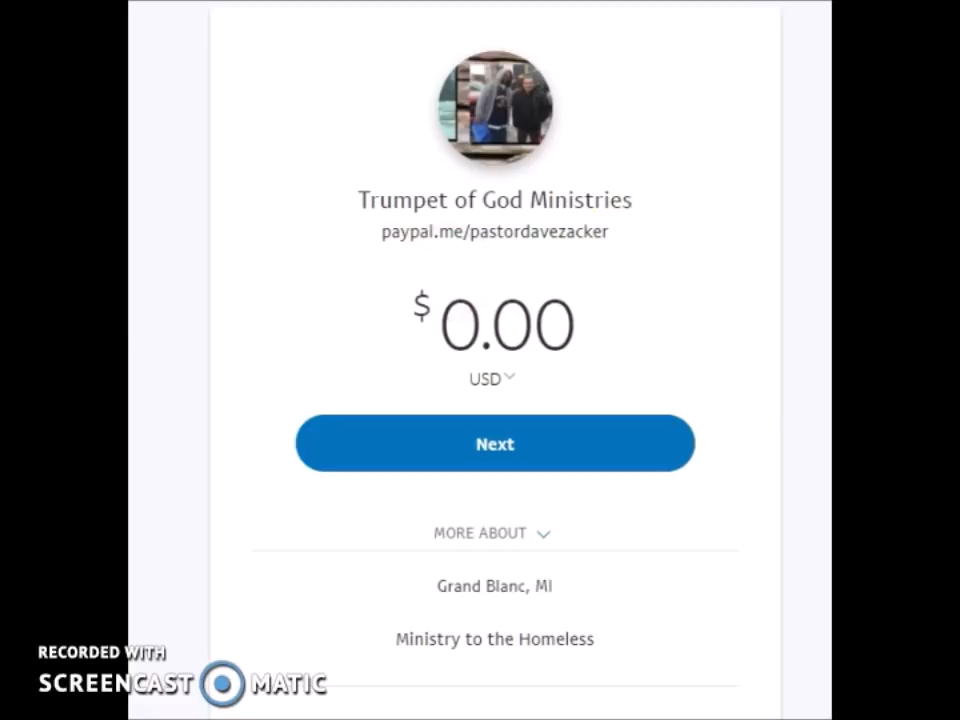 Trumpet of God Ministries
paypal.me/pastordavezacker
$ 0.00
USD
Next
MORE ABOUT
Grand Blanc, MI
Ministry to the Homeless
RECORDED WITH
SCREENCAST MATIC